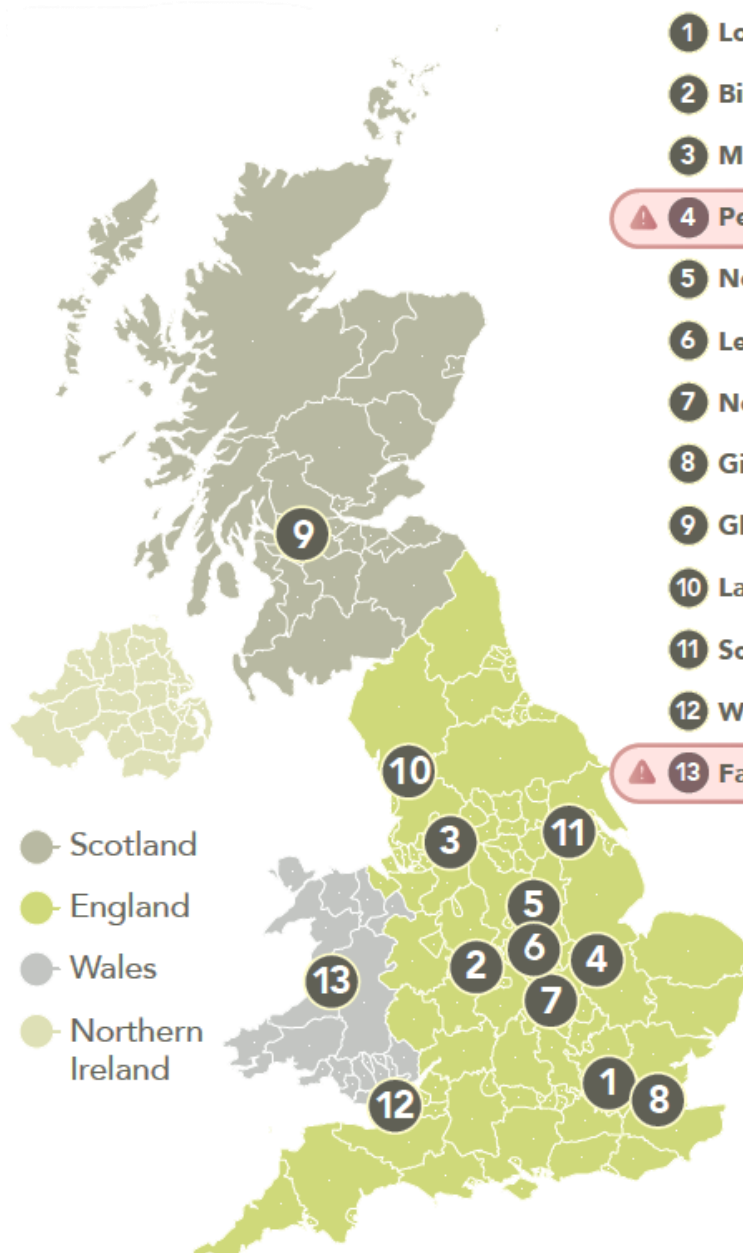 1 Lo
2 Bi
3 M
4 Pe
5 No
6 Le
7 No
8 Gi
9 Gl
10 La
11 Sc
12 W
13 Fa
9
10
3
11
5
6
4
2
7
13
1
8
12
Scotland
England
Wales
Northern
Ireland